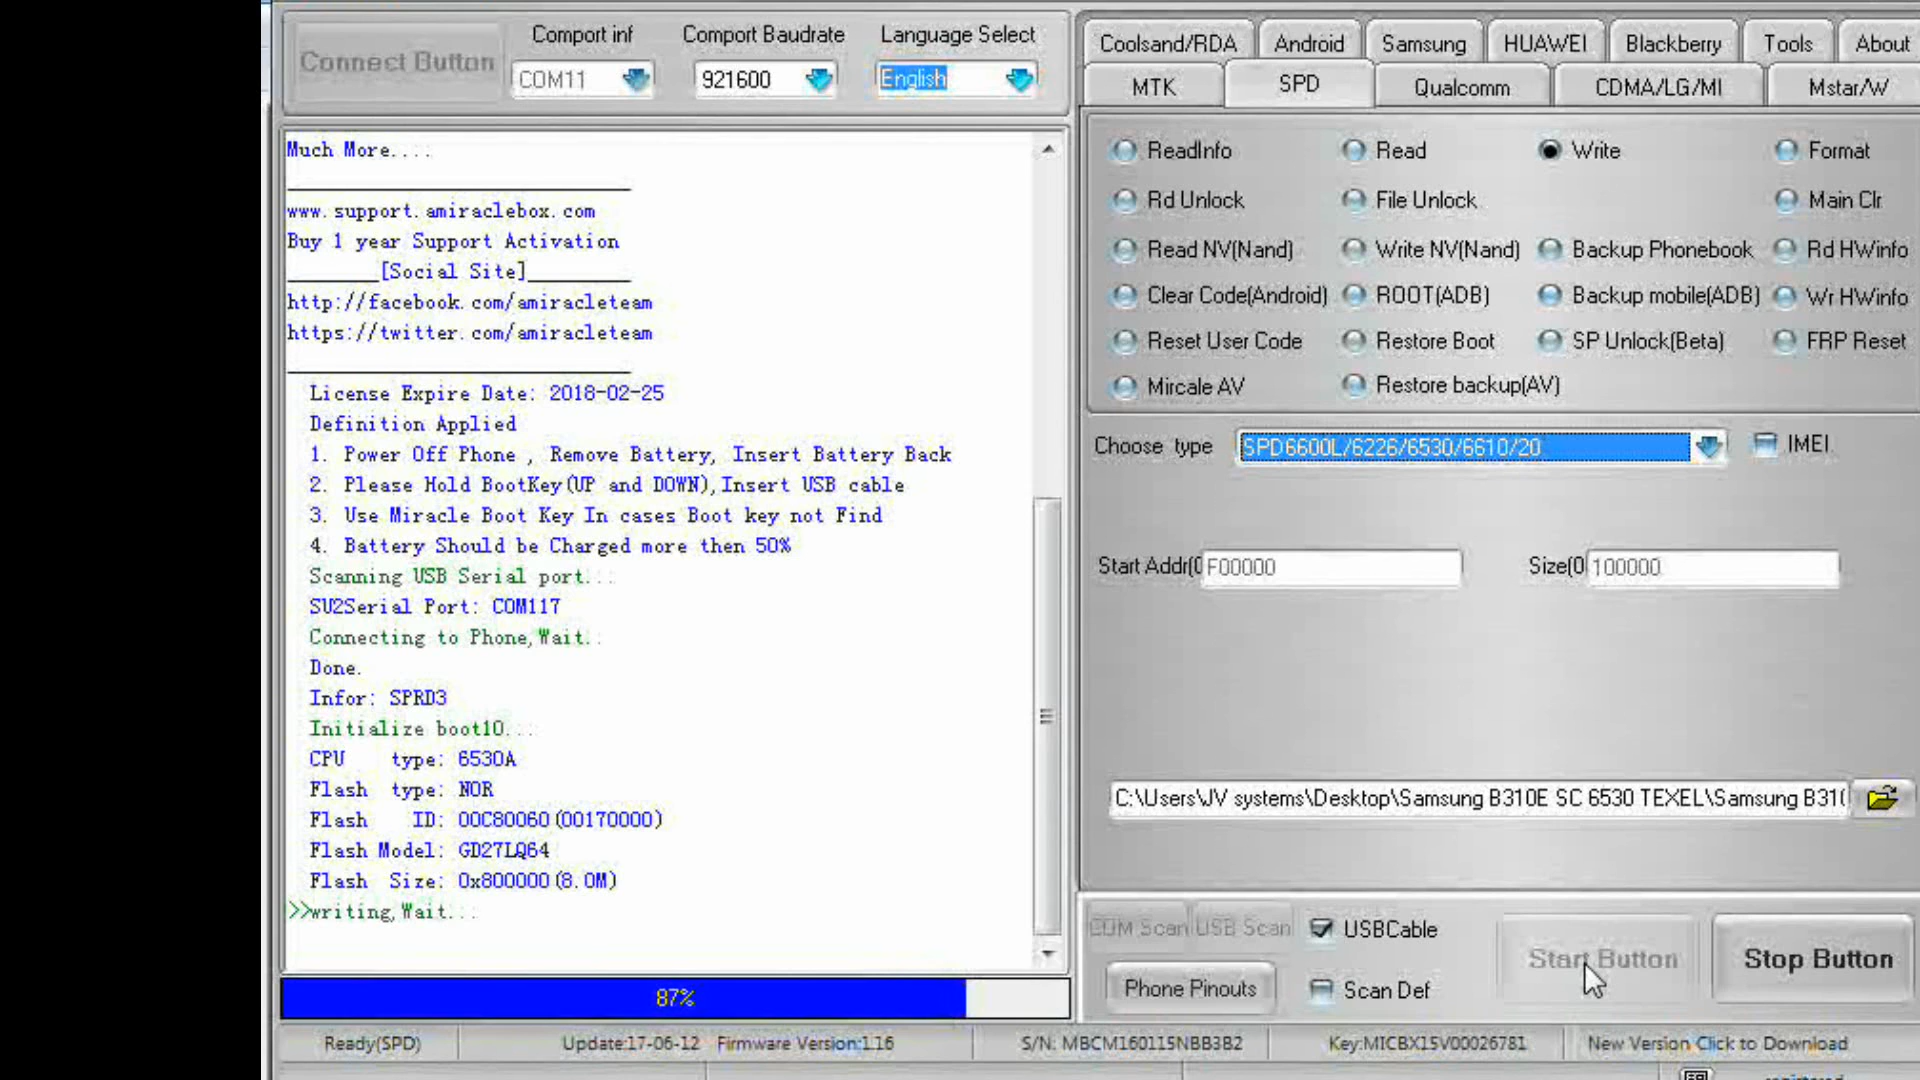 Connect Button
Comport inf
COM11
Comport Baudrate
921600
Language Select
English
Much More....
www.support.amiraclebox.com
Buy 1 year Support Activation
[Social Site]
http://facebook.com/amiracleteam
https://twitter.com/amiracleteam
License Expire Date: 2018-02-25
Definition Applied
1. Power Off Phone , Remove Battery, Insert Battery Back
2. Please Hold BootKey(UP and DOWN),Insert USB cable
3. Use Miracle Boot Key In cases Boot key not Find
4. Battery Should be Charged more then 50%
Scanning USB Serial port...
SU2Serial Port: COM117
Connecting to Phone,Wait..
Done.
Infor: SPRD3
Initialize boot10...
CPU type: 6530A
Flash type: NOR
Flash ID: 00C80060(00170000)
Flash Model: GD27LQ64
Flash Size: 0x800000(8.0M)
>>writing,Wait...
87%
Coolsand/RDA Android Samsung HUAWEI Blackberry Tools About
MTK SPD Qualcomm CDMA/LG/MI Mstar/W
ReadInfo Read Write Format
Rd Unlock File Unlock Main Clr
Read NV(Nand) Write NV(Nand) Backup Phonebook Rd HWinfo
Clear Code(Android) ROOT(ADB) Backup mobile(ADB) Wr HWinfo
Reset User Code Restore Boot SP Unlock(Beta) FRP Reset
Mircale AV Restore backup(AV)
Choose type SPD6600L/6226/6530/6610/20 IMEI
Start Addr(0 F00000 Size(0 100000
C:\Users\JV systems\Desktop\Samsung B310E SC 6530 TEXEL\Samsung B310
COM Scan USB Scan USBCable
Phone Pinouts Scan Def
Start Button Stop Button
Ready(SPD) Update:17-06-12 Firmware Version:1.16 S/N: MBCM160115NBB3B2 Key:MICBX15V00026781 New Version Click to Download